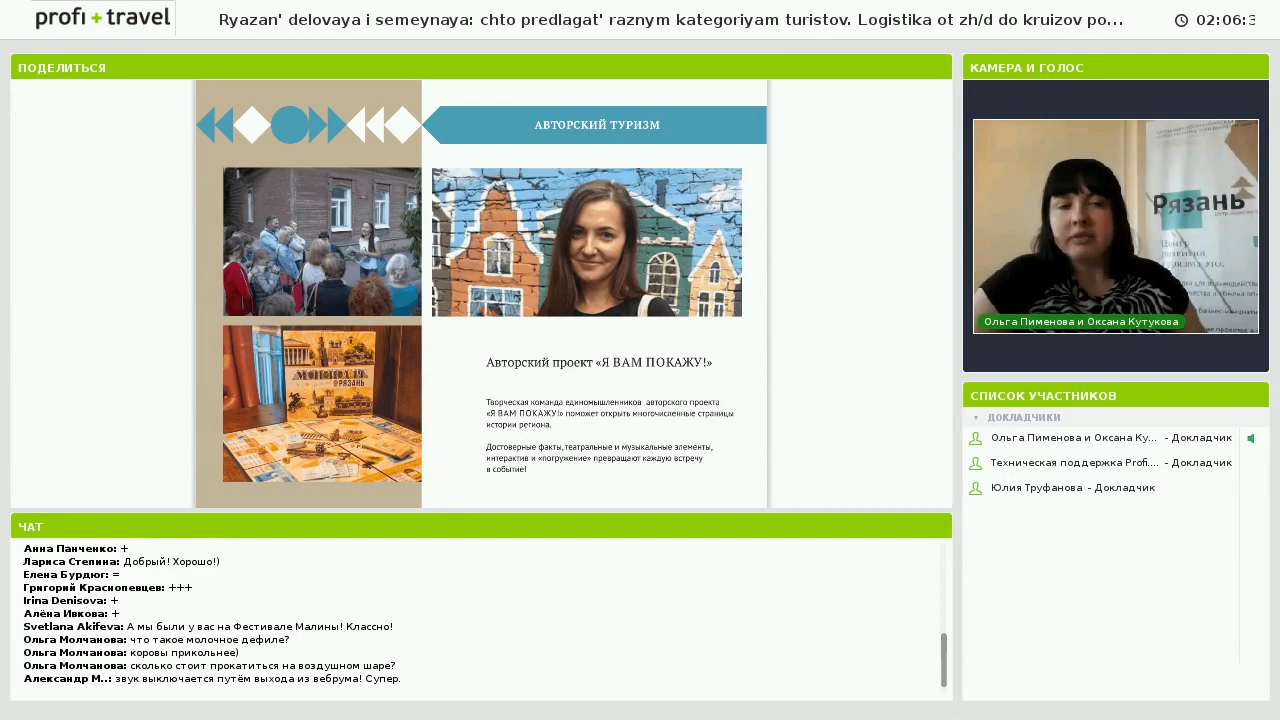 profi + travel
Ryazan' delovaya i semeynaya: chto predlagat' raznym kategoriyam turistov. Logistika ot zh/d do kruizov po...
02:06:3
ПОДЕЛИТЬСЯ
АВТОРСКИЙ ТУРИЗМ
Авторский проект «Я ВАМ ПОКАЖУ!»
Творческая команда единомышленников авторского проекта
«Я ВАМ ПОКАЖУ!» поможет открыть многочисленные страницы
истории региона.
Достоверные факты, театральные и музыкальные элементы,
интерактив и «погружение» превращают каждую встречу
в событие!
КАМЕРА И ГОЛОС
Рязань
Центр
развития
туризма это:
Ольга Пименова и Оксана Кутукова
СПИСОК УЧАСТНИКОВ
ДОКЛАДЧИКИ
Ольга Пименова и Оксана Ку... - Докладчик
Техническая поддержка Profi.... - Докладчик
Юлия Труфанова - Докладчик
ЧАТ
Анна Панченко: +
Лариса Степина: Добрый! Хорошо!)
Елена Бурдюг: =
Григорий Краснопевцев: +++
Irina Denisova: +
Алёна Ивкова: +
Svetlana Akifeva: А мы были у вас на Фестивале Малины! Классно!
Ольга Молчанова: что такое молочное дефиле?
Ольга Молчанова: коровы прикольнее)
Ольга Молчанова: сколько стоит прокатиться на воздушном шаре?
Александр М..: звук выключается путём выхода из вебрума! Супер.